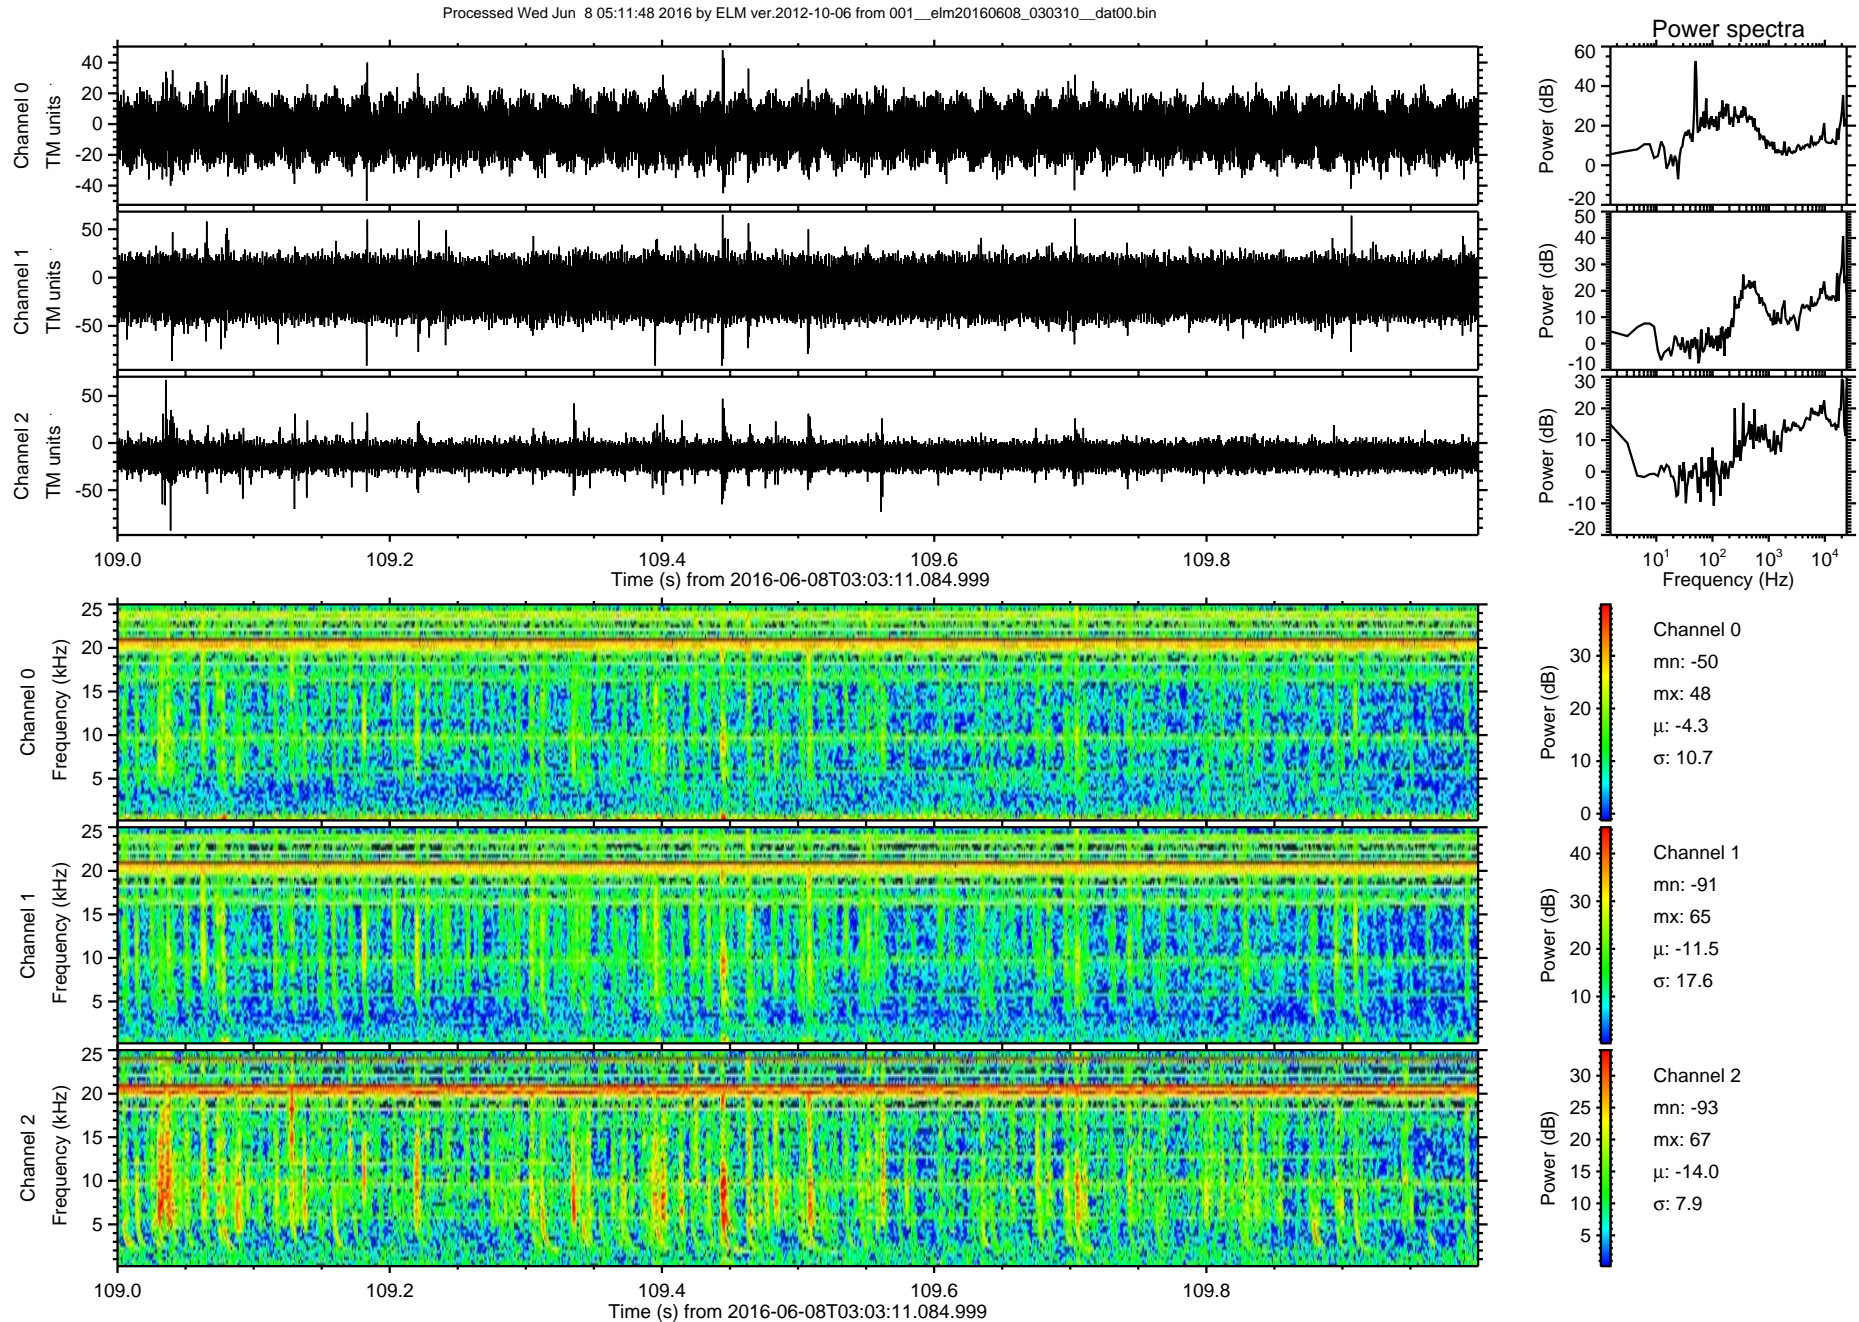 Processed Wed Jun  8 05:11:48 2016 by ELM ver.2012-10-06 from 001__elm20160608_030310__dat00.bin
Power spectra
Channel 0
TM units
40
20
0
-20
-40
Power (dB)
60
40
20
0
-20
Channel 1
TM units
50
0
-50
Power (dB)
50
40
30
20
10
0
-10
Channel 2
TM units
50
0
-50
Power (dB)
30
20
10
0
-10
-20
109.0 109.2 109.4 109.6 109.8
Time (s) from 2016-06-08T03:03:11.084.999
10^1 10^2 10^3 10^4
Frequency (Hz)
Channel 0
Frequency (kHz)
25
20
15
10
5
Power (dB)
30
20
10
0
Channel 0
mn: -50
mx: 48
µ: -4.3
σ: 10.7
Channel 1
Frequency (kHz)
25
20
15
10
5
Power (dB)
40
30
20
10
Channel 1
mn: -91
mx: 65
µ: -11.5
σ: 17.6
Channel 2
Frequency (kHz)
25
20
15
10
5
Power (dB)
30
25
20
15
10
5
Channel 2
mn: -93
mx: 67
µ: -14.0
σ: 7.9
109.0 109.2 109.4 109.6 109.8
Time (s) from 2016-06-08T03:03:11.084.999